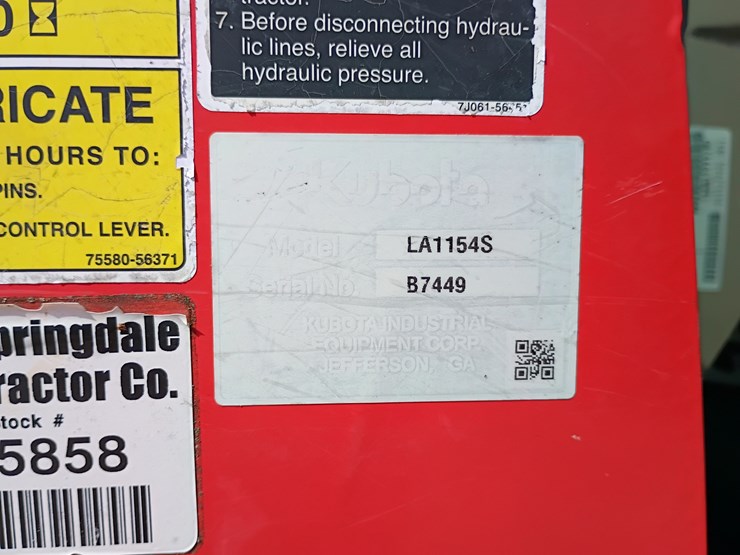 tractor.
7. Before disconnecting hydrau-
lic lines, relieve all
hydraulic pressure.
7J061-56
RICATE
HOURS TO:
PINS.
CONTROL LEVER.
75580-56371
Kubota
Model LA1154S
Serial No B7449
KUBOTA INDUSTRIAL
EQUIPMENT CORP.
JEFFERSON, GA
pringdale
ractor Co.
tock #
5858